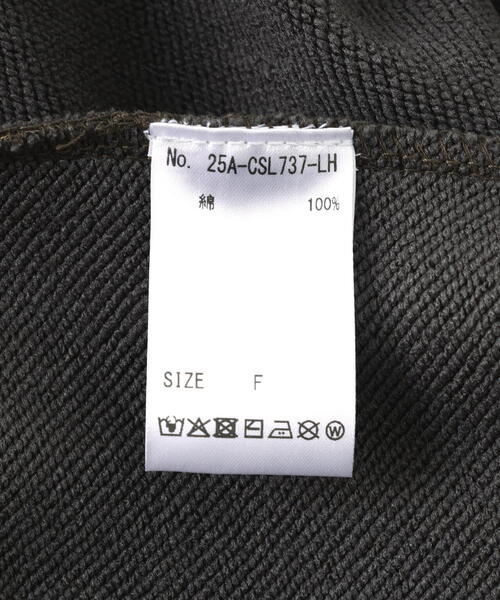 No. 25A-CSL737-LH
綿 100%
SIZE F
W